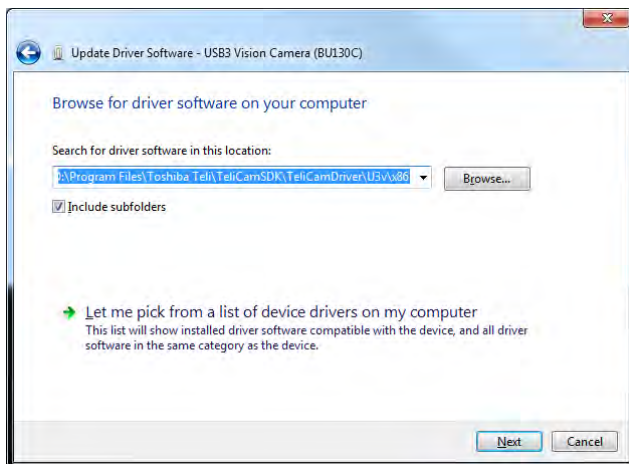 Update Driver Software - USB3 Vision Camera (BU130C)
Browse for driver software on your computer
Search for driver software in this location:
:\Program Files\Toshiba Teli\TeliCamSDK\TeliCamDriver\U3v\x86
Browse...
Include subfolders
Let me pick from a list of device drivers on my computer
This list will show installed driver software compatible with the device, and all driver
software in the same category as the device.
Next
Cancel